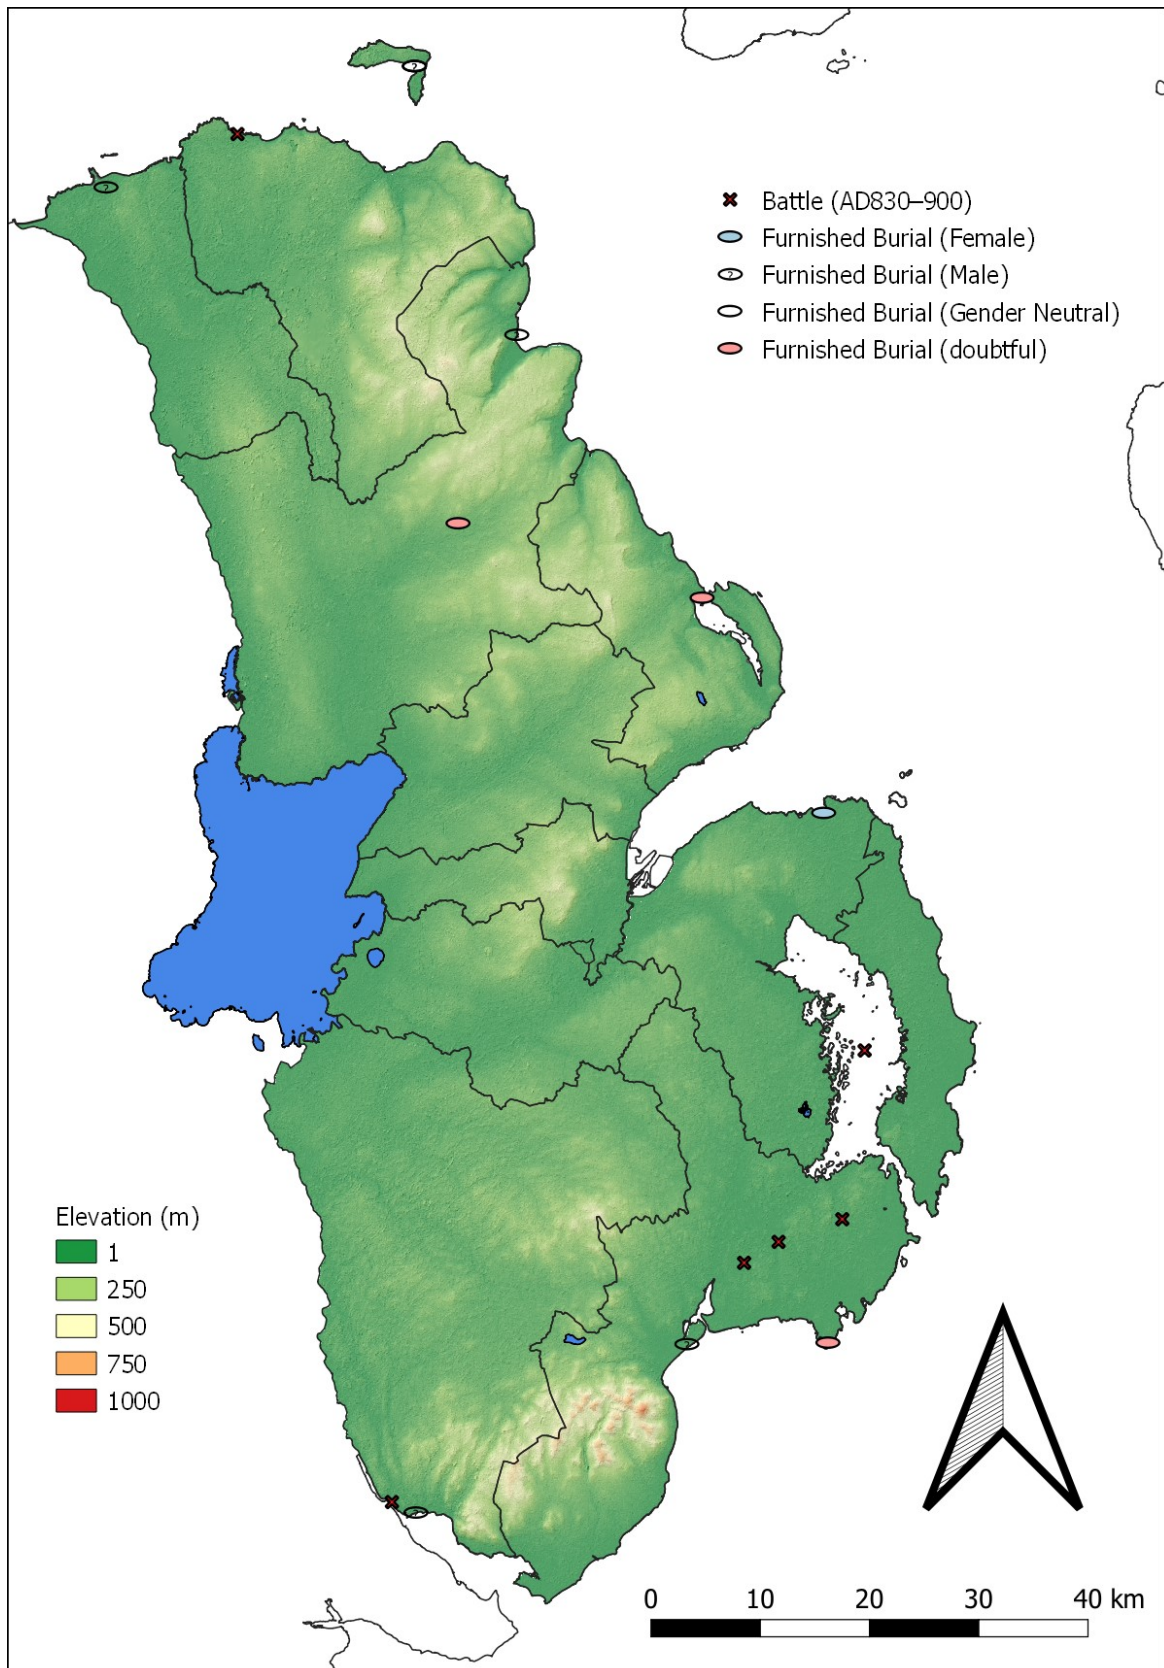 ?
?
Battle (AD830–900)
Furnished Burial (Female)
? Furnished Burial (Male)
Furnished Burial (Gender Neutral)
Furnished Burial (doubtful)
?
Elevation (m)
1
250
500
750
1000
?
?
0 10 20 30 40 km